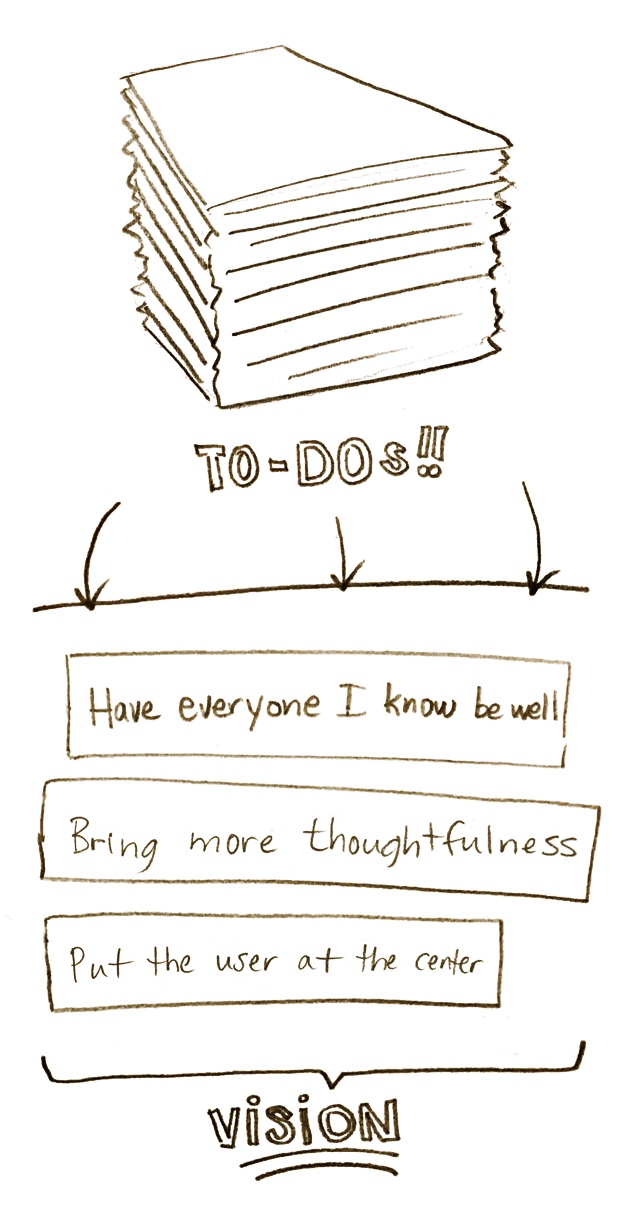 TO-DOs!!
Have everyone I know be well
Bring more thoughtfulness
Put the user at the center
ViSiON